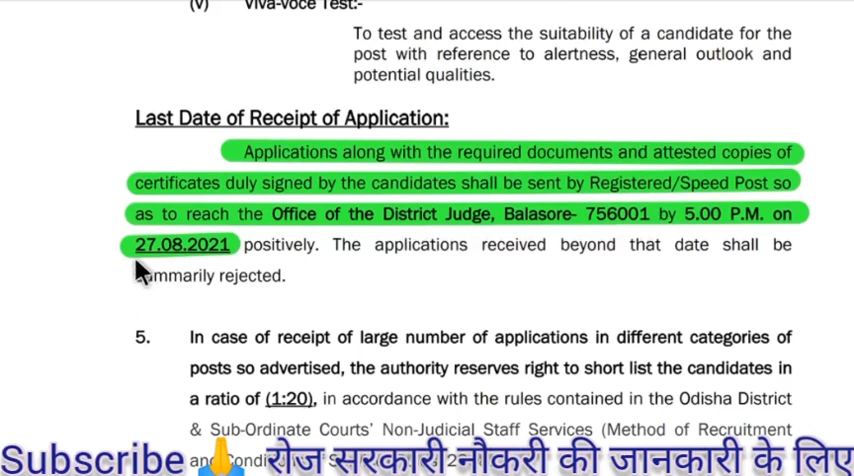 (v) Viva-voce Test:-
To test and access the suitability of a candidate for the
post with reference to alertness, general outlook and
potential qualities.
Last Date of Receipt of Application:
Applications along with the required documents and attested copies of
certificates duly signed by the candidates shall be sent by Registered/Speed Post so
as to reach the Office of the District Judge, Balasore- 756001 by 5.00 P.M. on
27.08.2021 positively. The applications received beyond that date shall be
summarily rejected.
5. In case of receipt of large number of applications in different categories of
posts so advertised, the authority reserves right to short list the candidates in
a ratio of (1:20), in accordance with the rules contained in the Odisha District
& Sub-Ordinate Courts' Non-Judicial Staff Services (Method of Recruitment
Subscribe 🙏 रोज सरकारी नौकरी की जानकारी के लिए